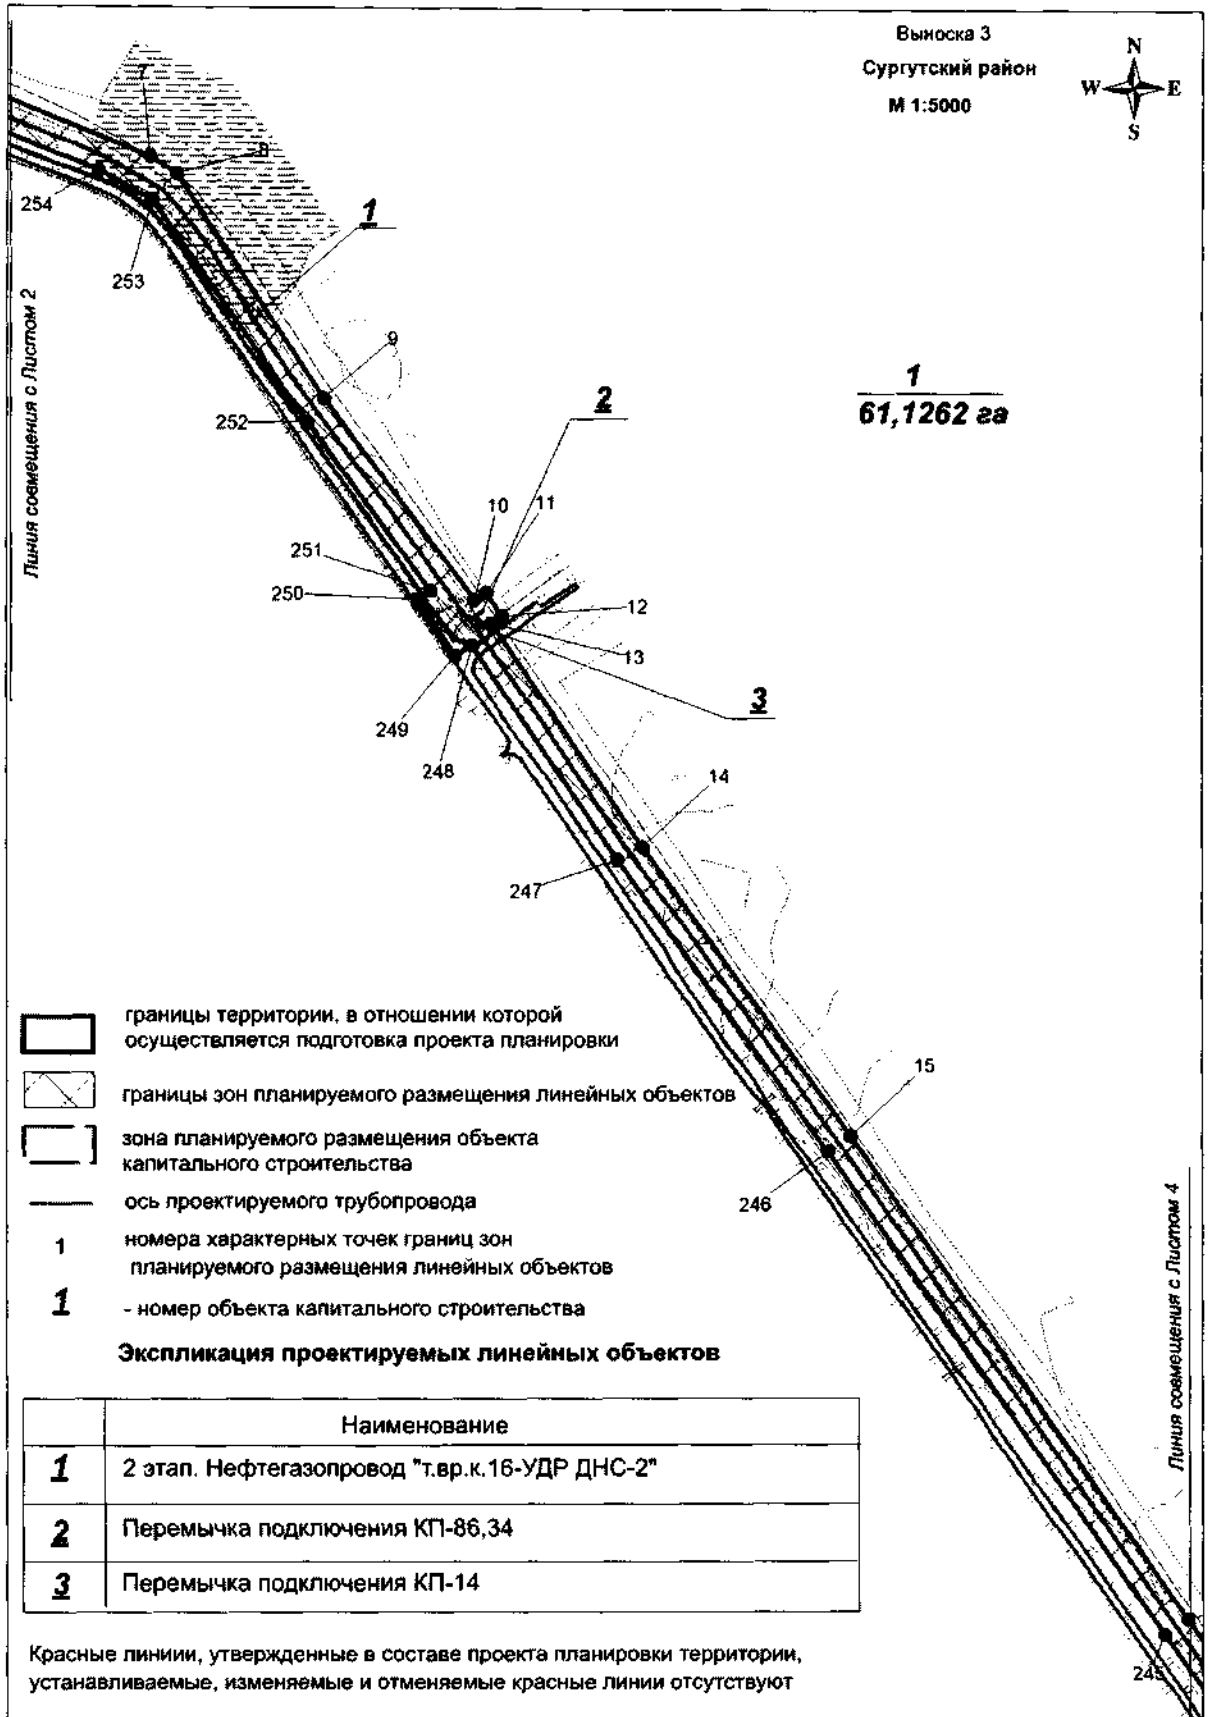 Выноска 3
Сургутский район
М 1:5000
N
W
E
S
7
8
254
253
1
9
252
2
1
61,1262 га
Линия совмещения с Листом 2
10
11
251
250
12
13
3
249
248
14
247
границы территории, в отношении которой
осуществляется подготовка проекта планировки
границы зон планируемого размещения линейных объектов
15
зона планируемого размещения объекта
капитального строительства
246
ось проектируемого трубопровода
1
номера характерных точек границ зон
планируемого размещения линейных объектов
1
- номер объекта капитального строительства
Линия совмещения с Листом 4
Экспликация проектируемых линейных объектов
Наименование
1
2 этап. Нефтегазопровод "т.вр.к.16-УДР ДНС-2"
2
Перемычка подключения КП-86,34
3
Перемычка подключения КП-14
Красные линиии, утвержденные в составе проекта планировки территории,
устанавливаемые, изменяемые и отменяемые красные линии отсутствуют
245